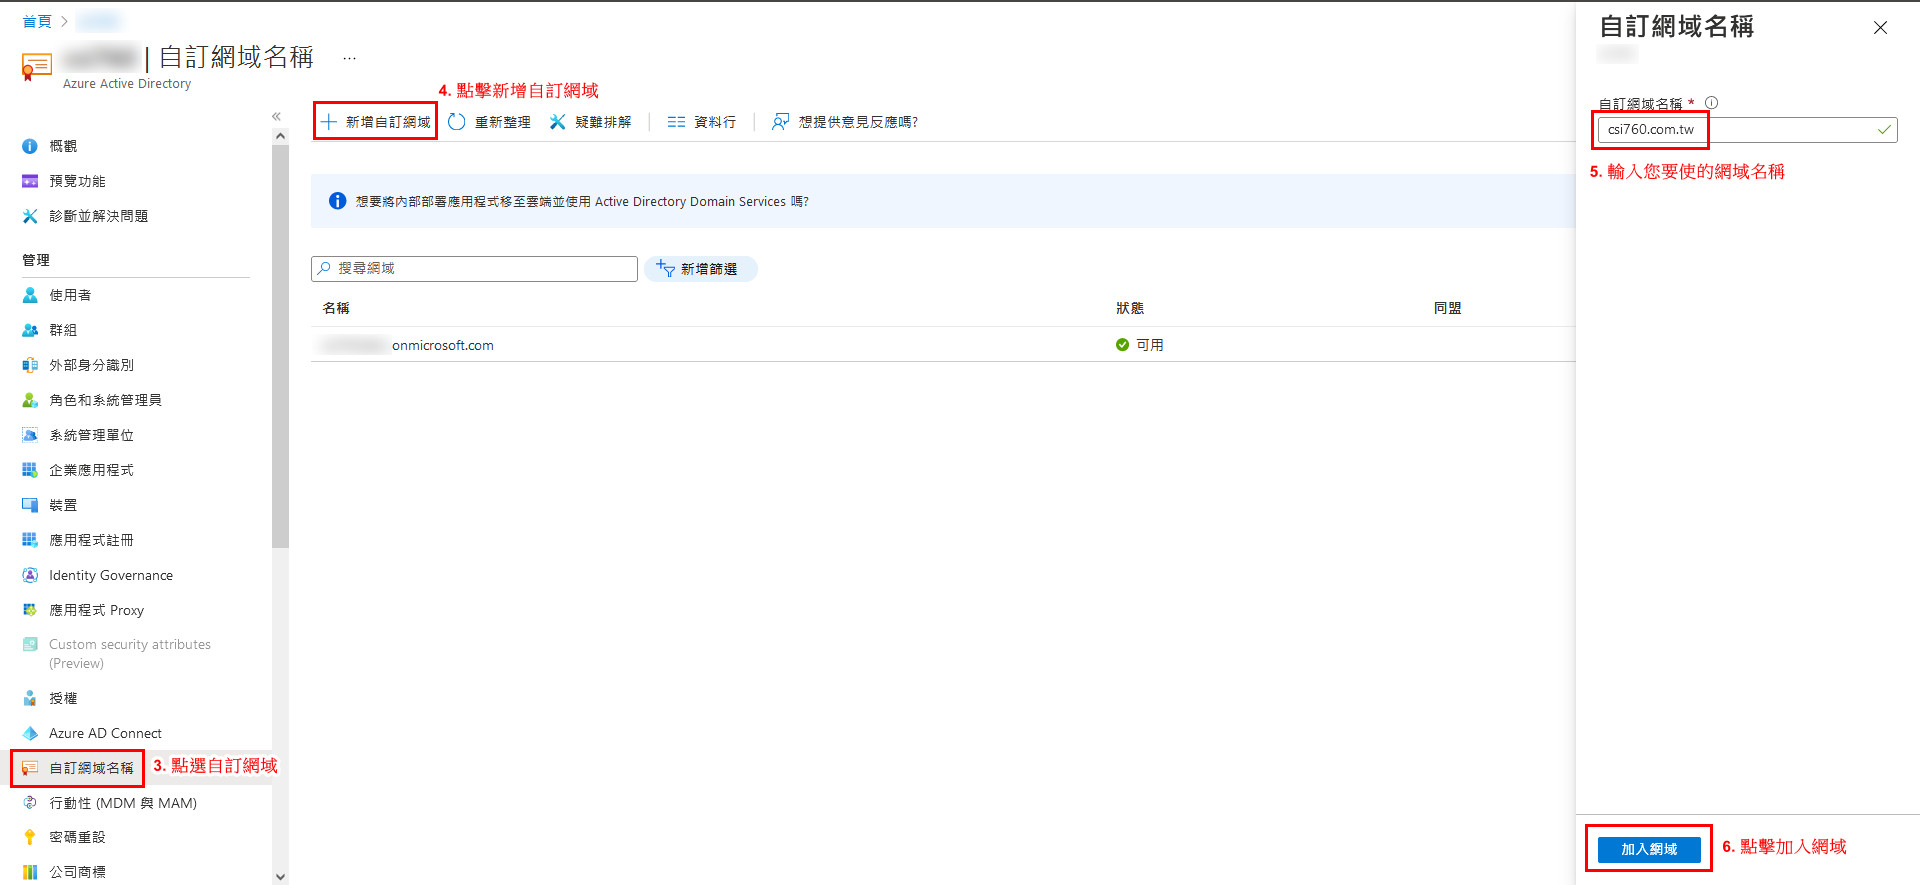 首頁
| 自訂網域名稱 ...
Azure Active Directory
4. 點擊新增自訂網域
新增自訂網域 重新整理 疑難排解 資料行 想提供意見反應嗎?
概觀
預覽功能
診斷並解決問題
管理
使用者
群組
外部身分識別
角色和系統管理員
系統管理單位
企業應用程式
裝置
應用程式註冊
Identity Governance
應用程式 Proxy
Custom security attributes
(Preview)
授權
Azure AD Connect
自訂網域名稱 3. 點選自訂網域
行動性 (MDM 與 MAM)
密碼重設
公司商標
想要將內部部署應用程式移至雲端並使用 Active Directory Domain Services 嗎?
搜尋網域 新增篩選
名稱 狀態 同盟
onmicrosoft.com 可用
自訂網域名稱
自訂網域名稱 *
csi760.com.tw
5. 輸入您要使的網域名稱
加入網域 6. 點擊加入網域